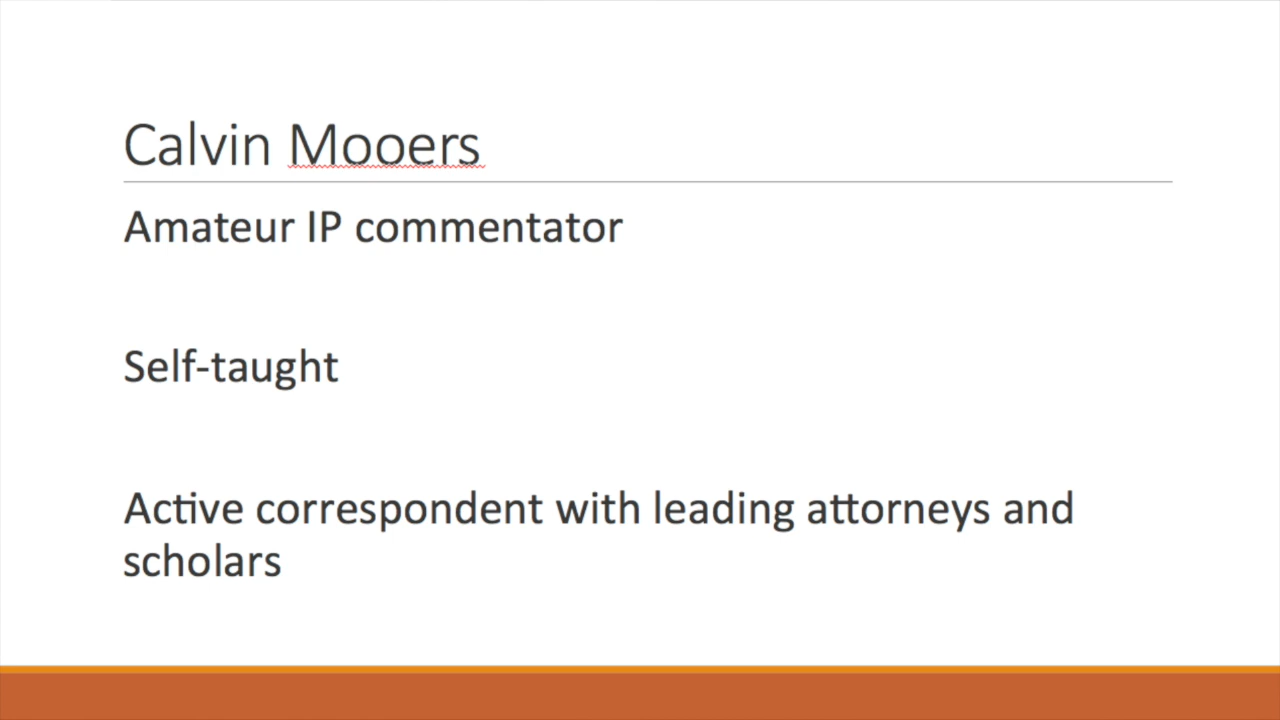 Calvin Mooers
Amateur IP commentator
Self-taught
Active correspondent with leading attorneys and
scholars